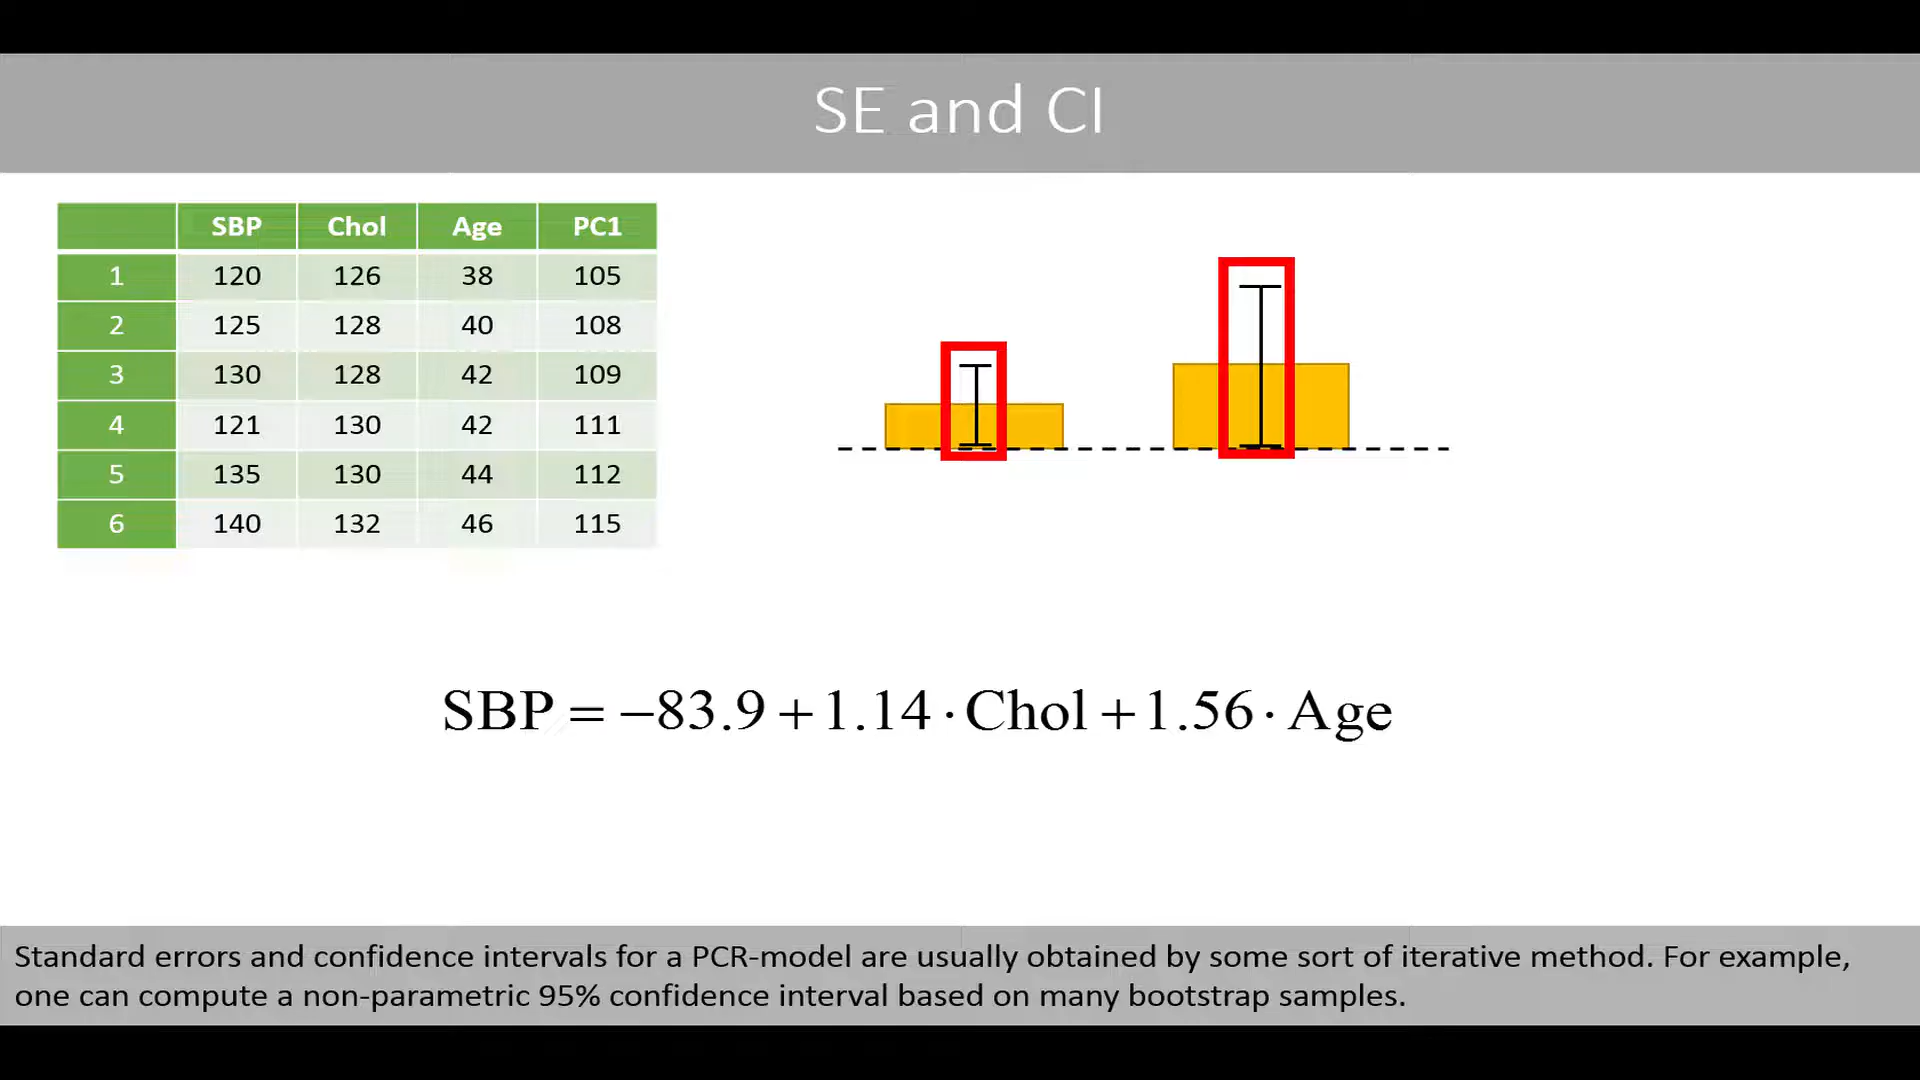 SE and CI
SBP Chol Age PC1
1 120 126 38 105
2 125 128 40 108
3 130 128 42 109
4 121 130 42 111
5 135 130 44 112
6 140 132 46 115
SBP = −83.9 + 1.14 · Chol + 1.56 · Age
Standard errors and confidence intervals for a PCR-model are usually obtained by some sort of iterative method. For example,
one can compute a non-parametric 95% confidence interval based on many bootstrap samples.